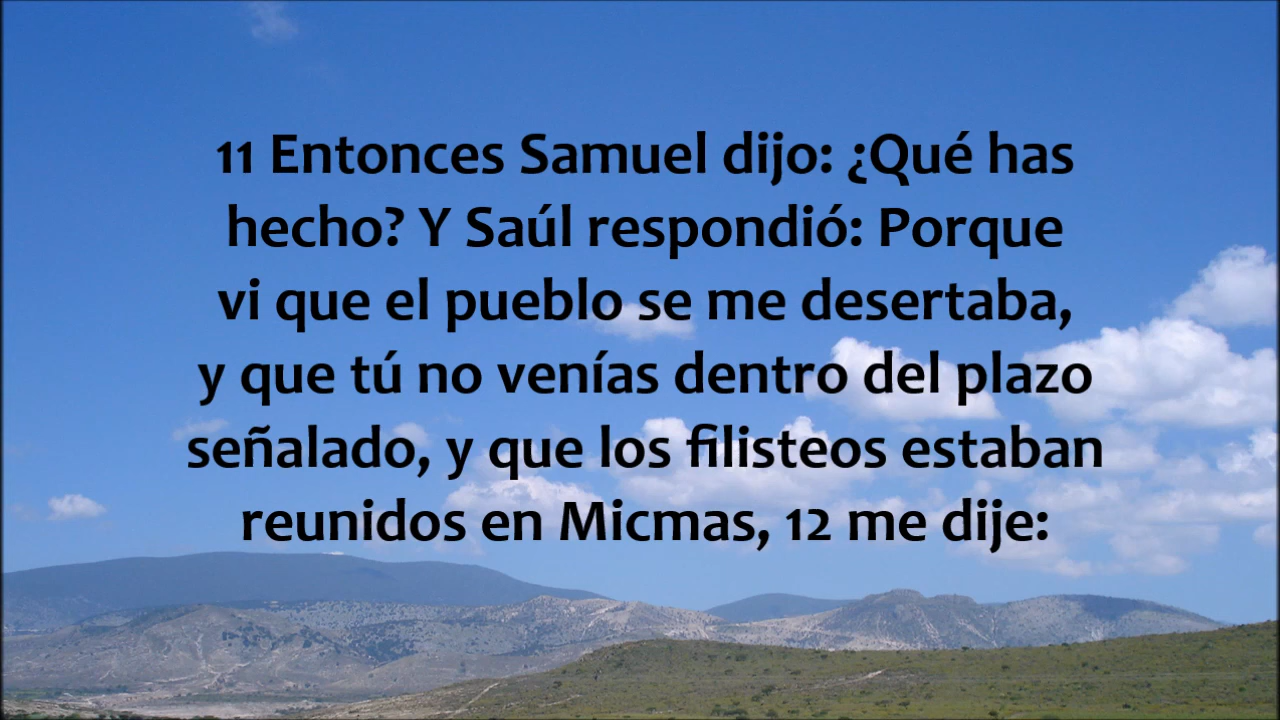 11 Entonces Samuel dijo: ¿Qué has
hecho? Y Saúl respondió: Porque
vi que el pueblo se me desertaba,
y que tú no venías dentro del plazo
señalado, y que los filisteos estaban
reunidos en Micmas, 12 me dije: